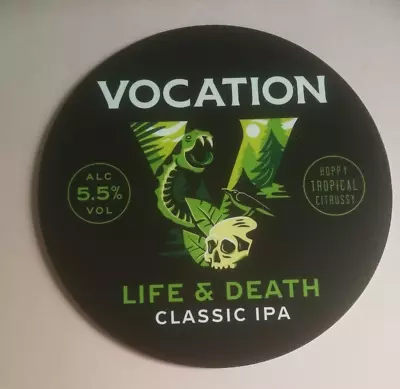 VOCATION
ALC
5.5%
VOL
HOPPY
TROPICAL
CITRUSSY
LIFE & DEATH
CLASSIC IPA